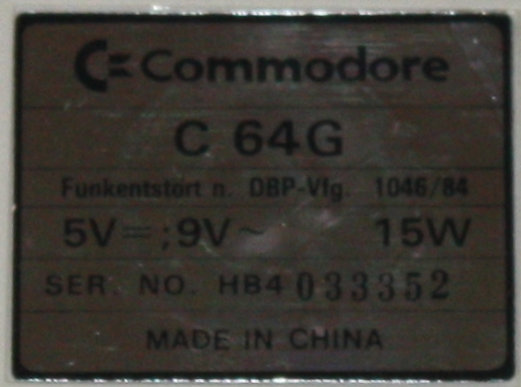 Commodore
C 64G
Funkentstört n. DBP-Vfg. 1046/84
5V⎓;9V~ 15W
SER. NO. HB4 033352
MADE IN CHINA